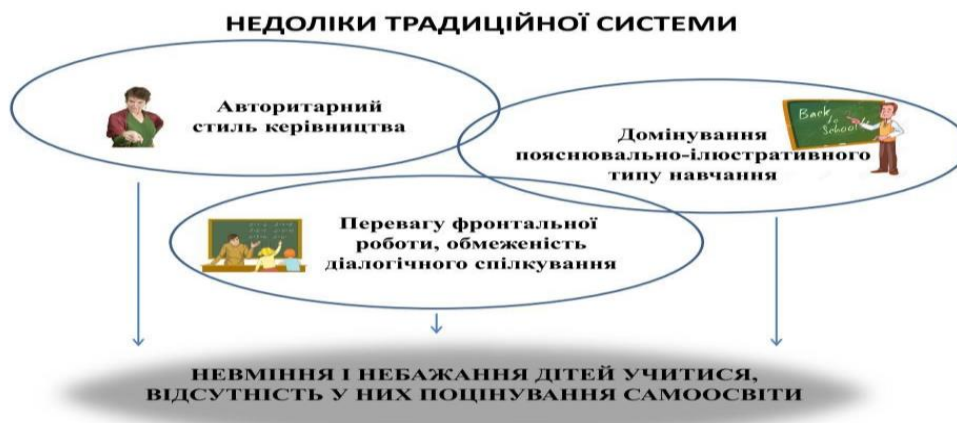 НЕДОЛІКИ ТРАДИЦІЙНОЇ СИСТЕМИ
Авторитарний
стиль керівництва
Back
to
School!
Домінування
пояснювально-ілюстративного
типу навчання
Перевагу фронтальної
роботи, обмеженість
діалогічного спілкування
НЕВМІННЯ І НЕБАЖАННЯ ДІТЕЙ УЧИТИСЯ,
ВІДСУТНІСТЬ У НИХ ПОЦІНУВАННЯ САМООСВІТИ